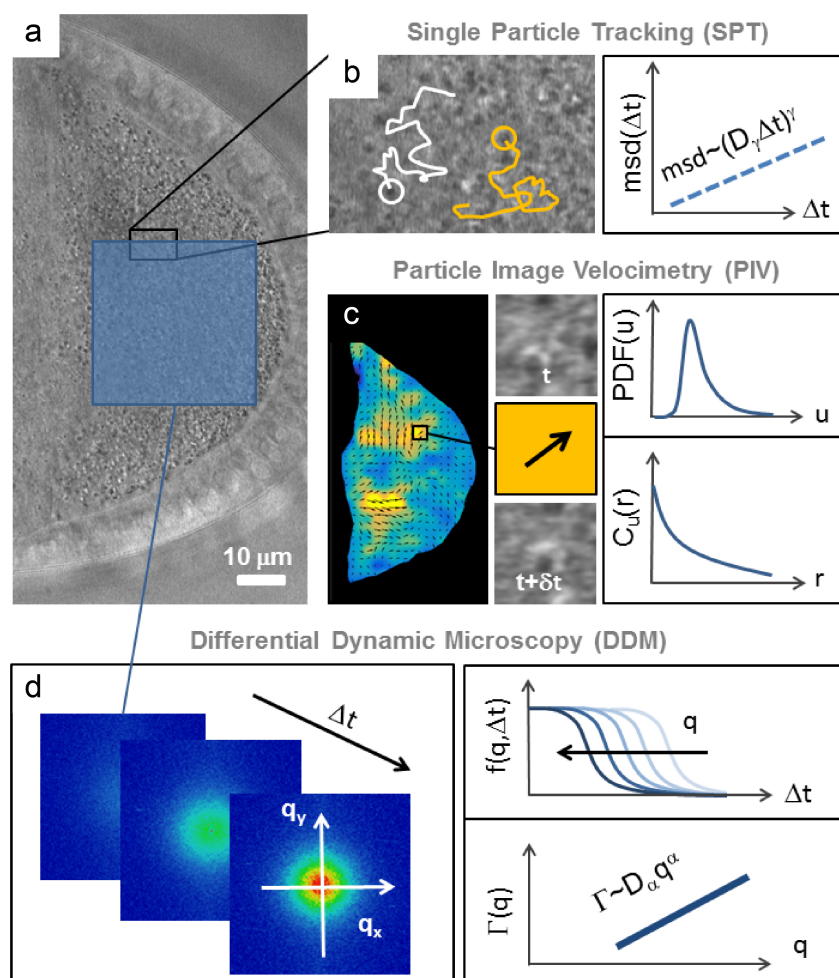 a
Single Particle Tracking (SPT)
b
msd(Δt)
msd~(DγΔt)^γ
Δt
Particle Image Velocimetry (PIV)
c
t
t+δt
PDF(u)
u
Cu(r)
r
10 μm
Differential Dynamic Microscopy (DDM)
d
Δt
qy
qx
f(q,Δt)
q
Δt
Γ(q)
Γ~Dαq^α
q